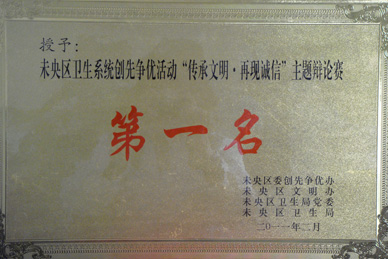 授予：
未央区卫生系统创先争优活动“传承文明·再现诚信”主题辩论赛
第一名
未央区委创先争优办
未央区文明办
未央区卫生局党委
未央区卫生局
二〇一一年二月